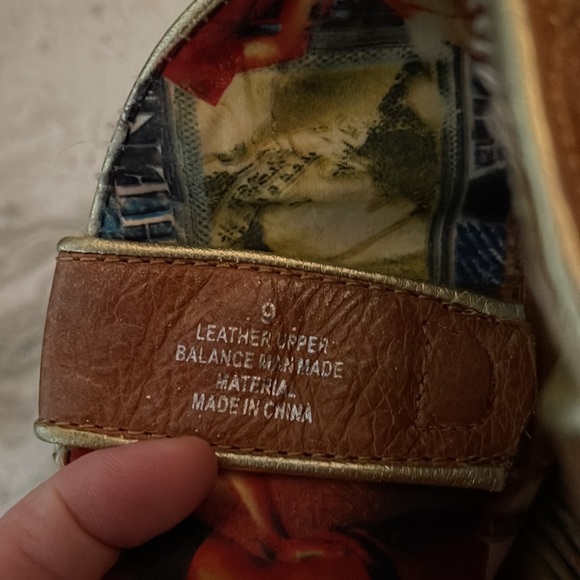 9
LEATHER UPPER
BALANCE MAN MADE
MATERIAL
MADE IN CHINA